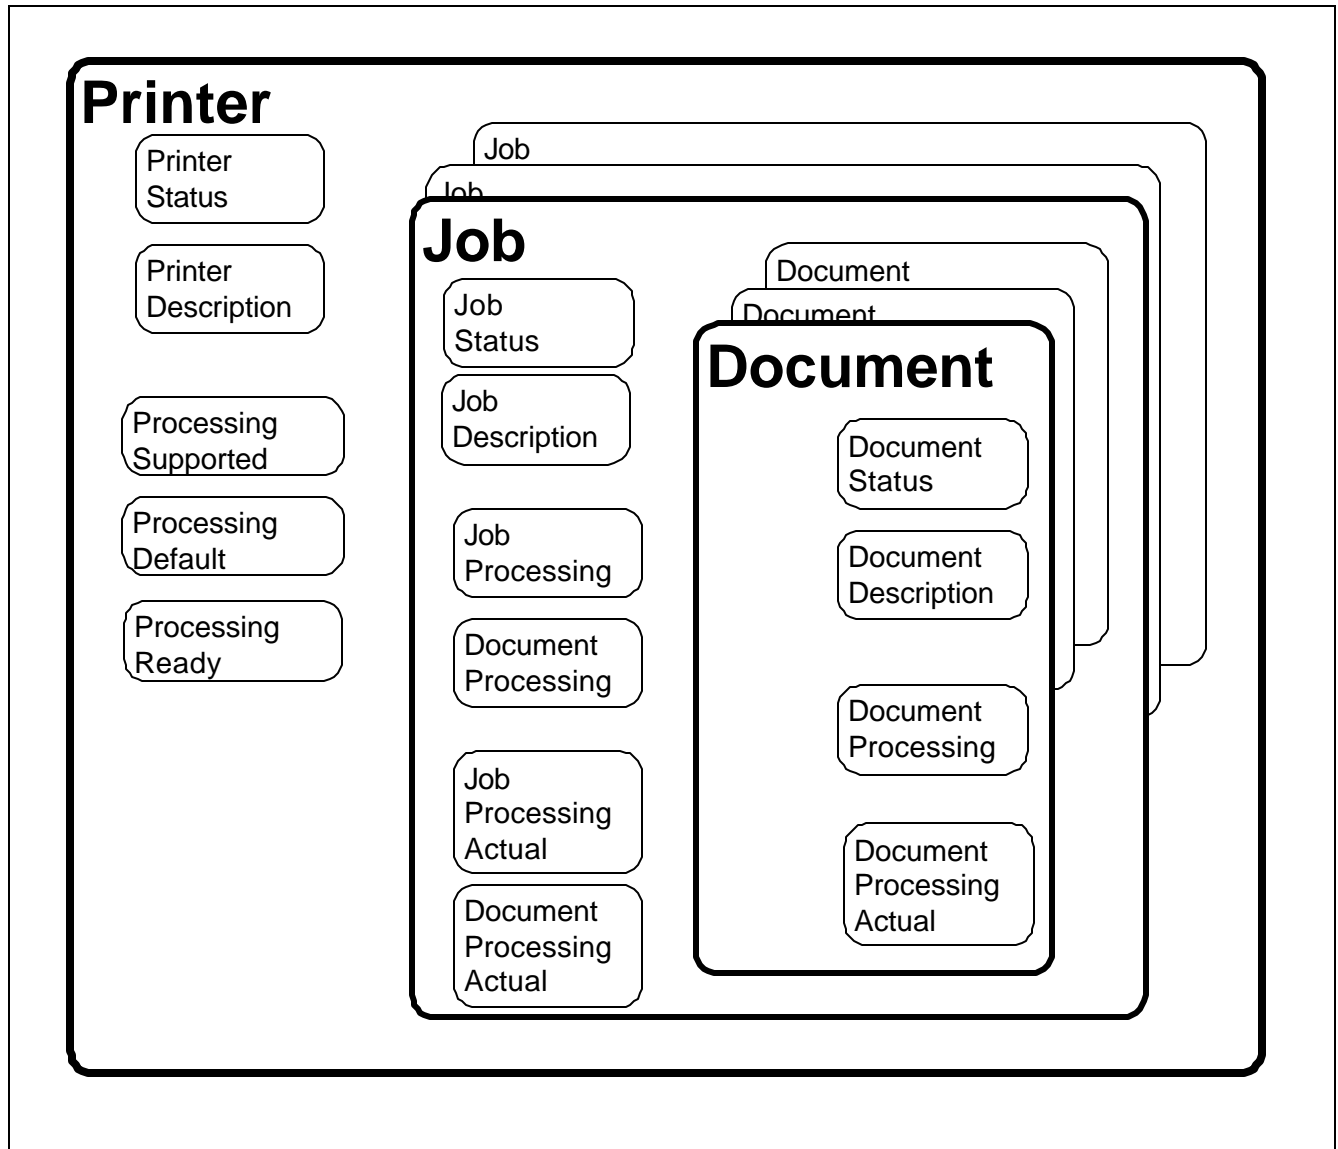 Printer
Printer
Status
Printer
Description
Processing
Supported
Processing
Default
Processing
Ready
Job
Job
Job
Job
Status
Job
Description
Job
Processing
Document
Processing
Job
Processing
Actual
Document
Processing
Actual
Document
Document
Document
Document
Status
Document
Description
Document
Processing
Document
Processing
Actual